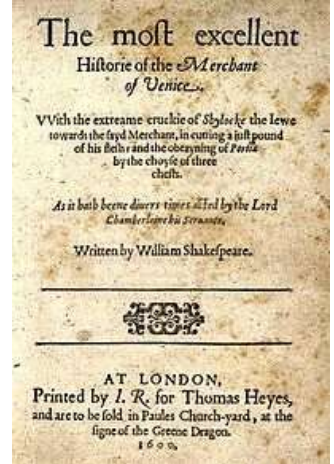 The moſt excellent
Hiſtorie of the Merchant
of Venice.
VVith the extreame crueltie of Shylocke the Iewe
towards the ſayd Merchant, in cutting a iuſt pound
of his fleſh: and the obtayning of Portia
by the choyſe of three
cheſts.
As it hath beene diuers times acted by the Lord
Chamberlaine his Seruants.
Written by William Shakeſpeare.
AT LONDON,
Printed by I. R. for Thomas Heyes,
and are to be ſold in Paules Church-yard, at the
ſigne of the Greene Dragon.
1600.